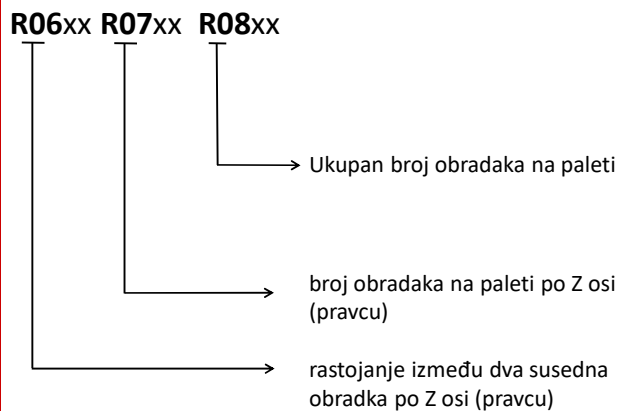 R06xx R07xx R08xx
Ukupan broj obradaka na paleti
broj obradaka na paleti po Z osi
(pravcu)
rastojanje između dva susedna
obradka po Z osi (pravcu)